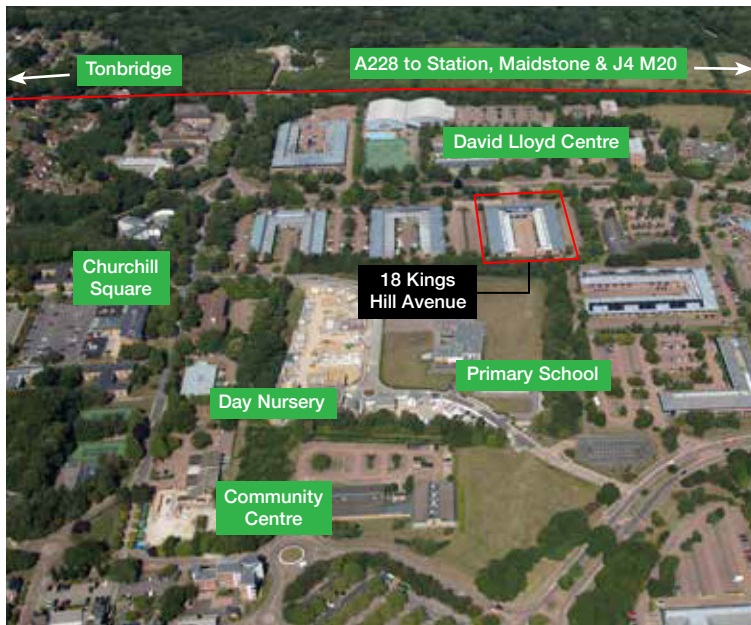 Tonbridge
A228 to Station, Maidstone & J4 M20
David Lloyd Centre
Churchill
Square
18 Kings
Hill Avenue
Primary School
Day Nursery
Community
Centre